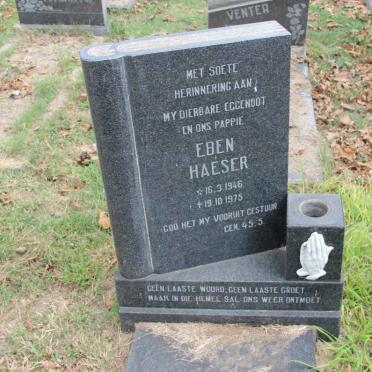 VENTER
MET SOETE
HERINNERING AAN
MY DIERBARE EGGENOOT
EN ONS PAPPIE
EBEN
HAESER
* 16.3.1946
✝ 19.10.1975
GOD HET MY VOORUIT GESTUUR
GEN. 45:5
GEEN LAASTE WOORD, GEEN LAASTE GROET
MAAR IN DIE HEMEL SAL ONS WEER ONTMOET